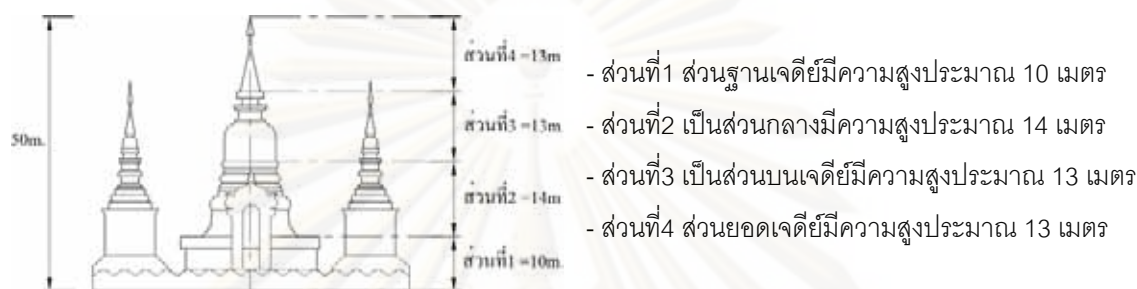 ส่วนที่4 =13m
50m.
ส่วนที่3 =13m
ส่วนที่2 =14m
ส่วนที่1 =10m.
- ส่วนที่1 ส่วนฐานเจดีย์มีความสูงประมาณ 10 เมตร
- ส่วนที่2 เป็นส่วนกลางมีความสูงประมาณ 14 เมตร
- ส่วนที่3 เป็นส่วนบนเจดีย์มีความสูงประมาณ 13 เมตร
- ส่วนที่4 ส่วนยอดเจดีย์มีความสูงประมาณ 13 เมตร